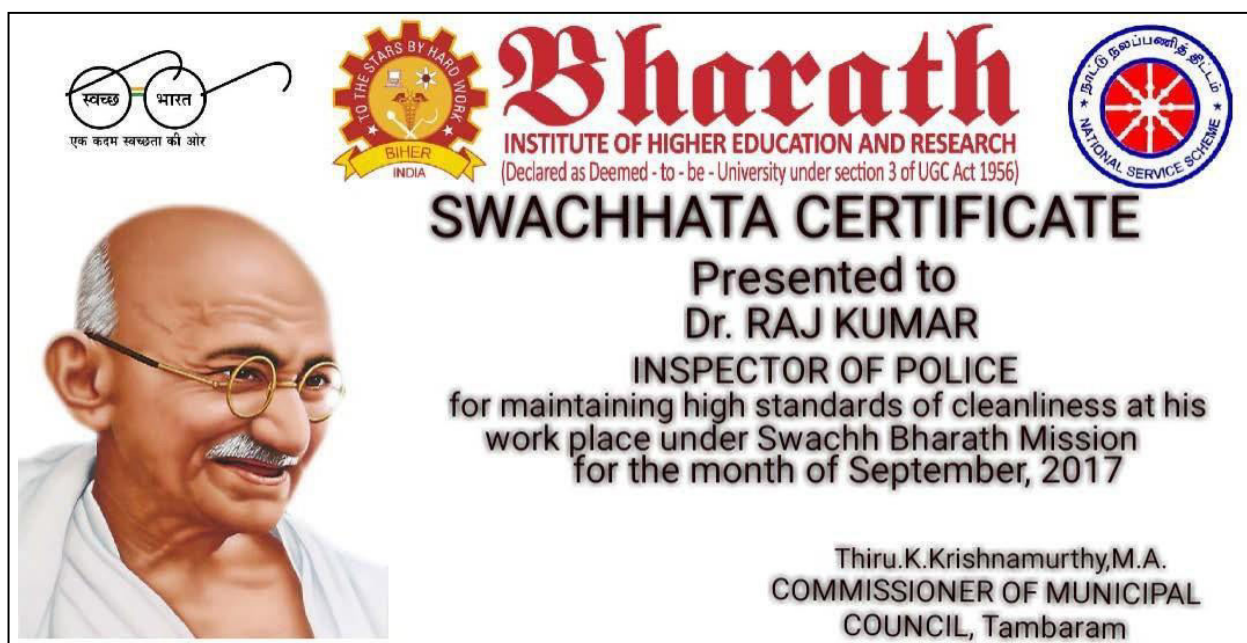 स्वच्छ भारत
एक कदम स्वच्छता की ओर
TO THE STARS BY HARD WORK
BIHER
INDIA
Bharath
INSTITUTE OF HIGHER EDUCATION AND RESEARCH
(Declared as Deemed - to - be - University under section 3 of UGC Act 1956)
நாட்டு நலப்பணித் திட்டம்
NATIONAL SERVICE SCHEME
SWACHHATA CERTIFICATE
Presented to
Dr. RAJ KUMAR
INSPECTOR OF POLICE
for maintaining high standards of cleanliness at his
work place under Swachh Bharath Mission
for the month of September, 2017
Thiru.K.Krishnamurthy,M.A.
COMMISSIONER OF MUNICIPAL
COUNCIL, Tambaram